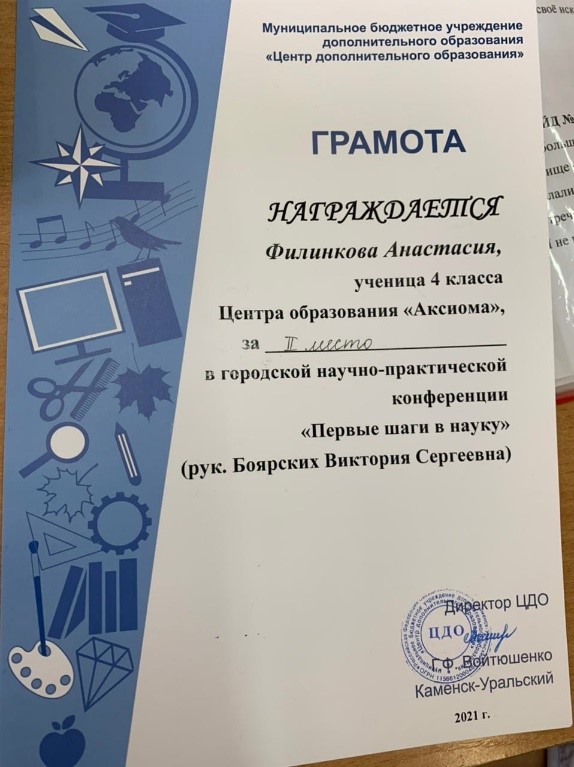 Муниципальное бюджетное учреждение
дополнительного образования
«Центр дополнительного образования»
ГРАМОТА
НАГРАЖДАЕТСЯ
Филинкова Анастасия,
ученица 4 класса
Центра образования «Аксиома»,
за II место
в городской научно-практической
конференции
«Первые шаги в науку»
(рук. Боярских Виктория Сергеевна)
Директор ЦДО
ЦДО
Г.Ф. Войтюшенко
Каменск-Уральский
2021 г.